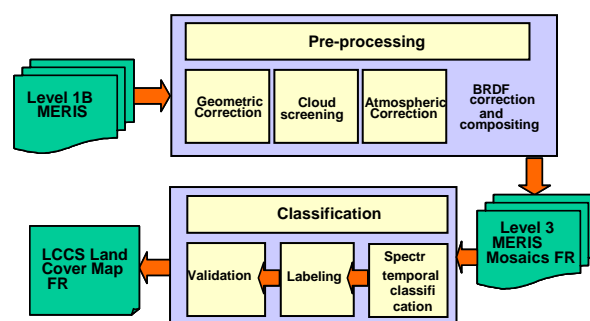 Pre-processing
Level 1B
MERIS
Geometric
Correction
Cloud
screening
Atmospheric
Correction
BRDF
correction
and
compositing
Classification
Level 3
MERIS
Mosaics FR
LCCS Land
Cover Map
FR
Validation
Labeling
Spectr
temporal
classifi
cation